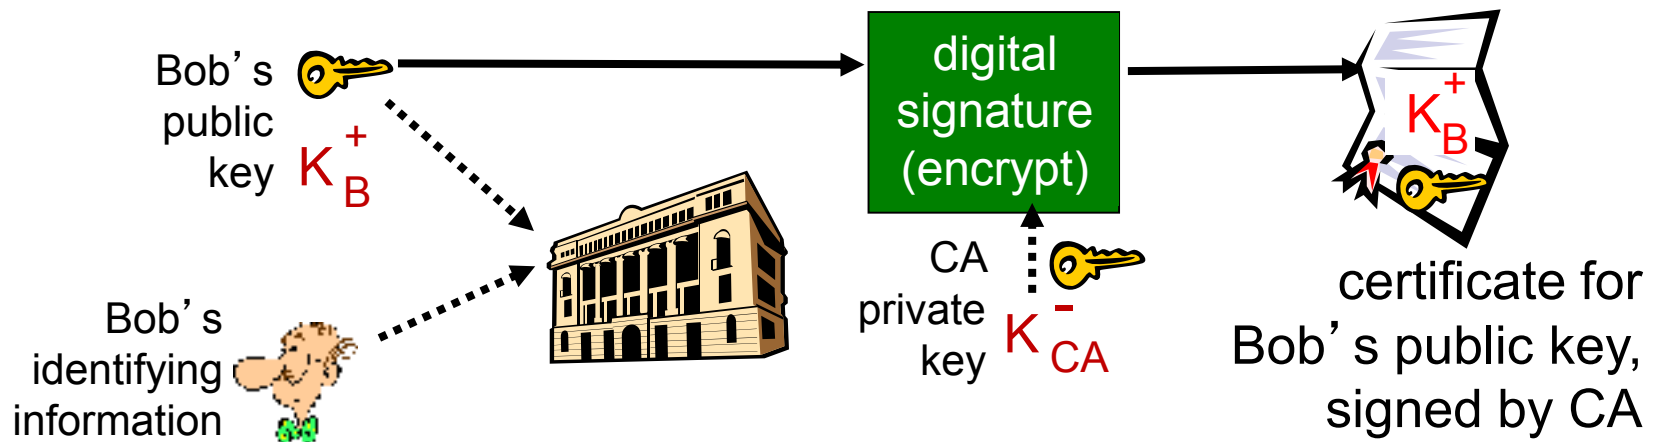 Bob’s
public
key
K+B
digital
signature
(encrypt)
K+B
CA
private
key
K-CA
certificate for
Bob’s public key,
signed by CA
Bob’s
identifying
information